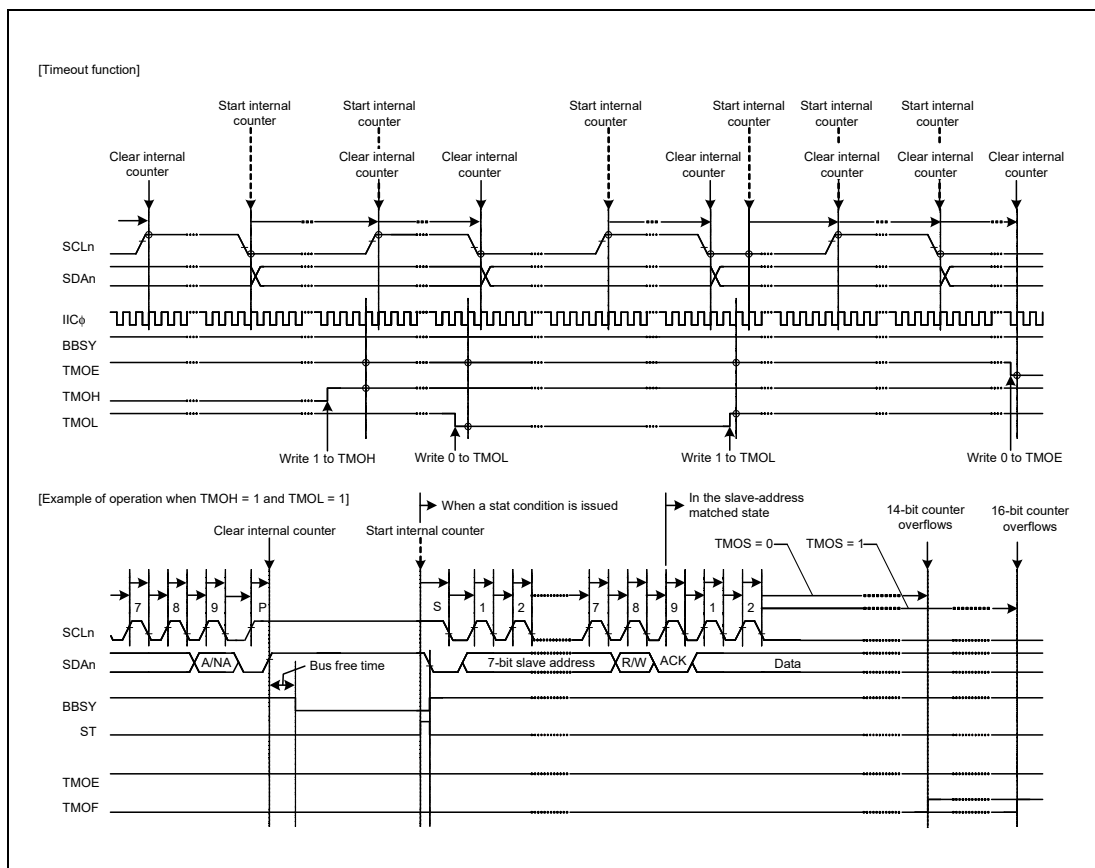 [Timeout function]
Start internal counter
Start internal counter
Start internal counter
Start internal counter
Start internal counter
Start internal counter
Clear internal counter
Clear internal counter
Clear internal counter
Clear internal counter
Clear internal counter
Clear internal counter
Clear internal counter
SCLn
SDAn
IICϕ
BBSY
TMOE
TMOH
TMOL
Write 1 to TMOH
Write 0 to TMOL
Write 1 to TMOL
Write 0 to TMOE
[Example of operation when TMOH = 1 and TMOL = 1]
When a stat condition is issued
In the slave-address matched state
Clear internal counter
Start internal counter
14-bit counter overflows
16-bit counter overflows
TMOS = 0
TMOS = 1
7 8 9 P S 1 2 7 8 9 1 2
SCLn
SDAn
A/NA
Bus free time
7-bit slave address
R/W
ACK
Data
BBSY
ST
TMOE
TMOF